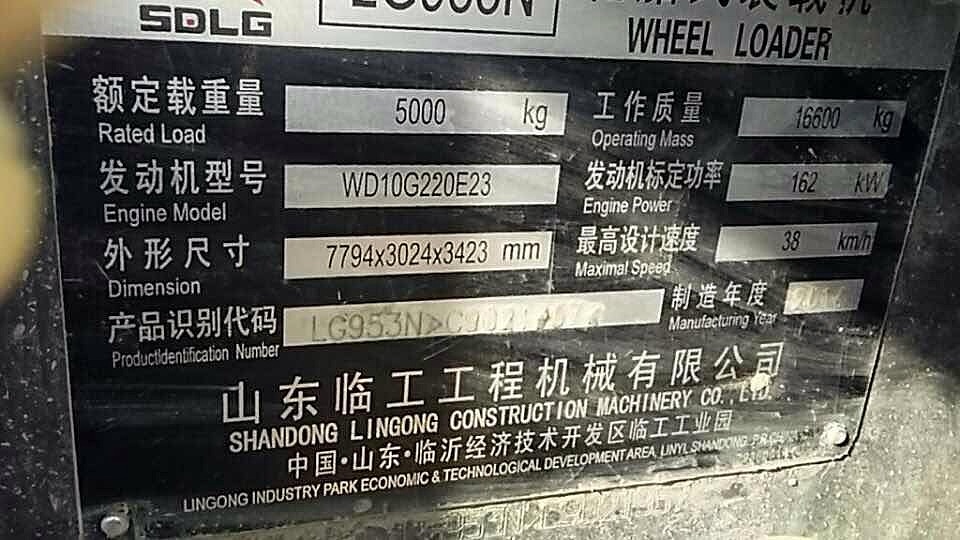 SDLG
WHEEL LOADER
额定载重量 5000 kg 工作质量 16600 kg
Rated Load Operating Mass
发动机型号 WD10G220E23 发动机标定功率 162 kW
Engine Model Engine Power
外形尺寸 7794x3024x3423 mm 最高设计速度 38 km/h
Dimension Maximal Speed
产品识别代码 制造年度
ProductIdentification Number Manufacturing Year
山东临工工程机械有限公司
SHANDONG LINGONG CONSTRUCTION MACHINERY CO. LTD.
中国·山东·临沂经济技术开发区临工工业园
LINGONG INDUSTRY PARK ECONOMIC & TECHNOLOGICAL DEVELOPMENT AREA, LINYI, SHANDONG, P.R.CHINA